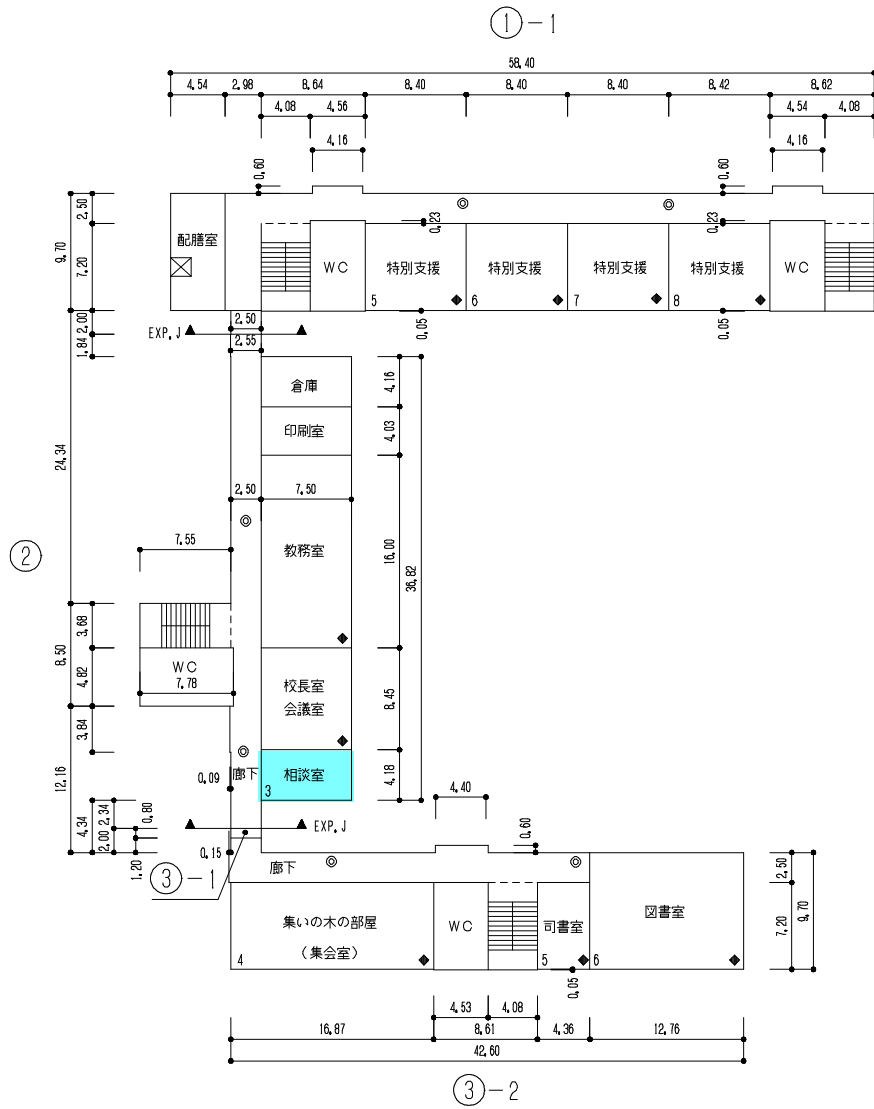 ①-1
58.40
4.54 2.98 8.64 8.40 8.40 8.40 8.42 8.62
4.08 4.56 4.54 4.08
4.16 4.16
0.60 0.60
2.50
0.23 0.23
9.70
配膳室
7.20
WC 特別支援 特別支援 特別支援 特別支援 WC
5 6 7 8
2.00
2.50
0.05 0.05
EXP.J
1.84
2.55
倉庫
4.16
印刷室
4.03
24.34
2.50 7.50
7.55
教務室
16.00
36.82
②
3.68
8.50
4.82
WC
7.78
校長室
会議室
8.45
3.84
12.16
0.09
廊下
相談室
3
4.18
4.40
4.34
2.34
0.80
2.00
EXP.J
0.60
1.20
0.15
③-1
廊下
2.50
集いの木の部屋
(集会室)
WC
司書室
図書室
7.20
9.70
4 5 6
0.05
4.53 4.08
16.87 8.61 4.36 12.76
42.60
③-2